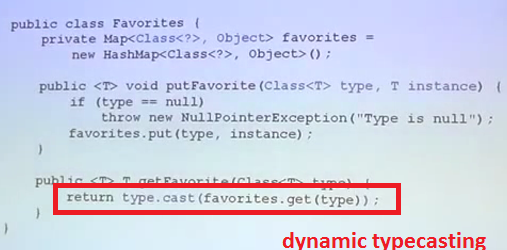 public class Favorites {
private Map<Class<?>, Object> favorites =
new HashMap<Class<?>, Object>();
public <T> void putFavorite(Class<T> type, T instance) {
if (type == null)
throw new NullPointerException("Type is null");
favorites.put(type, instance);
}
public <T> T getFavorite(Class<T> type) {
return type.cast(favorites.get(type));
}
}
dynamic typecasting